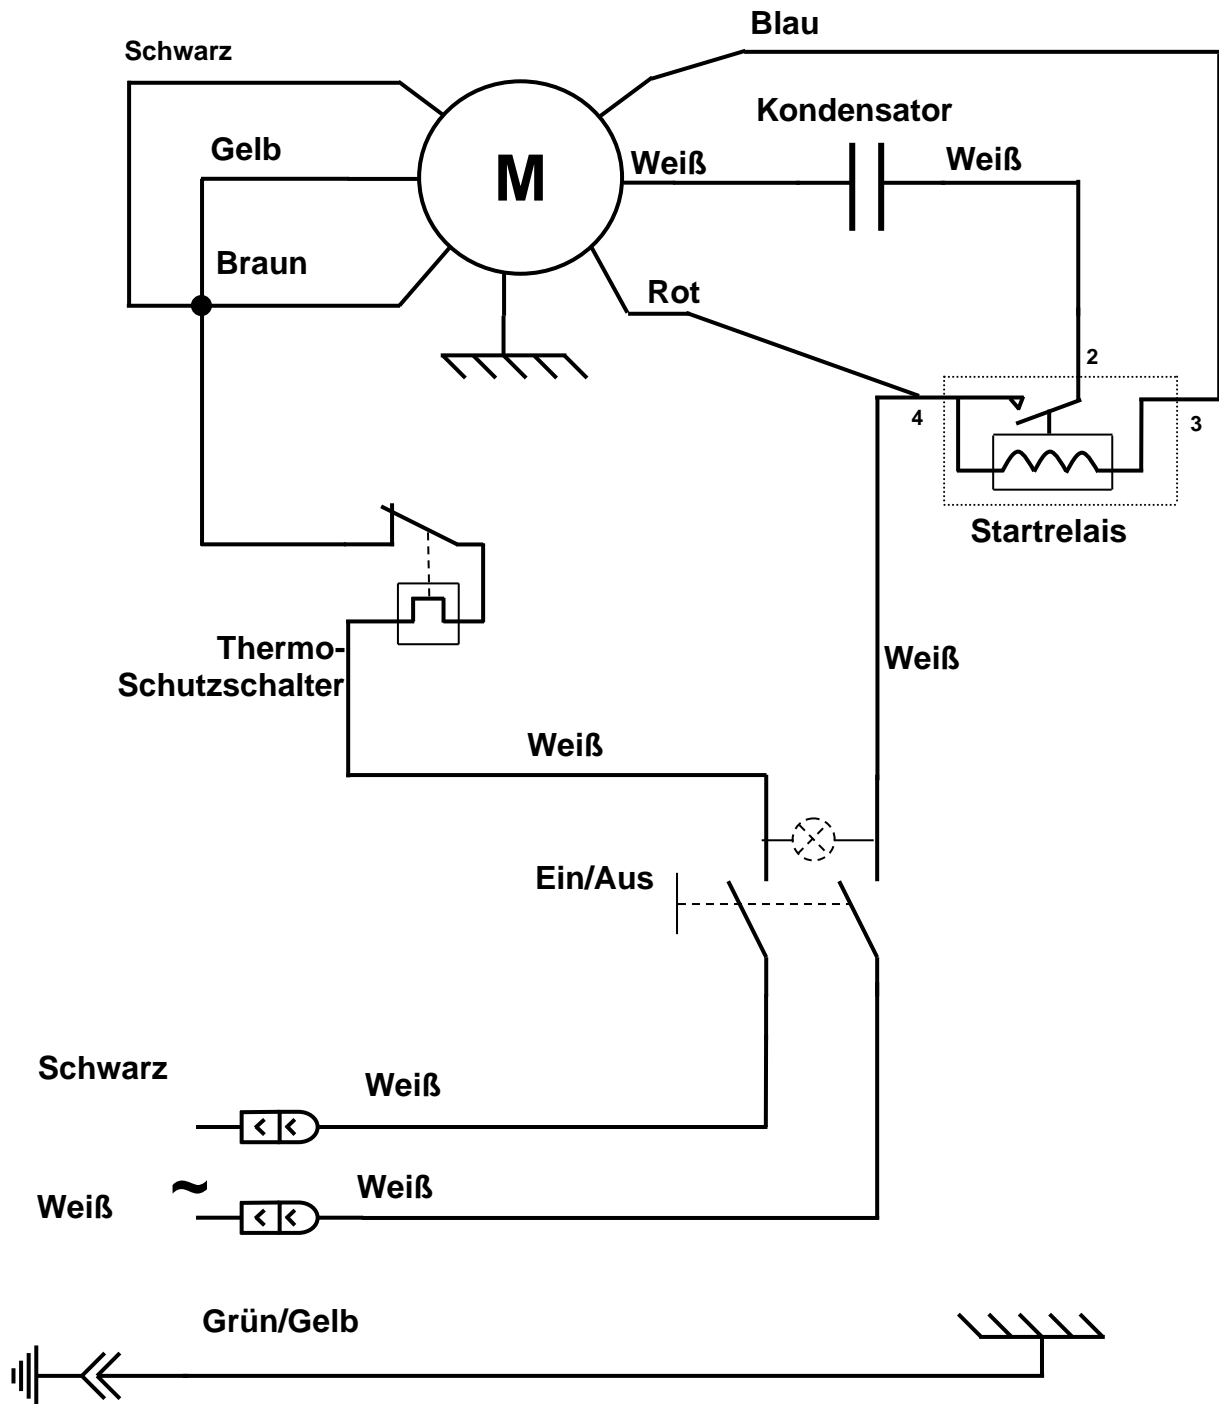 Blau
Schwarz
Kondensator
Gelb
M
Weiß
Weiß
Braun
Rot
2
4
3
Startrelais
Thermo-
Schutzschalter
Weiß
Weiß
Ein/Aus
Schwarz
Weiß
~
Weiß
Weiß
Grün/Gelb